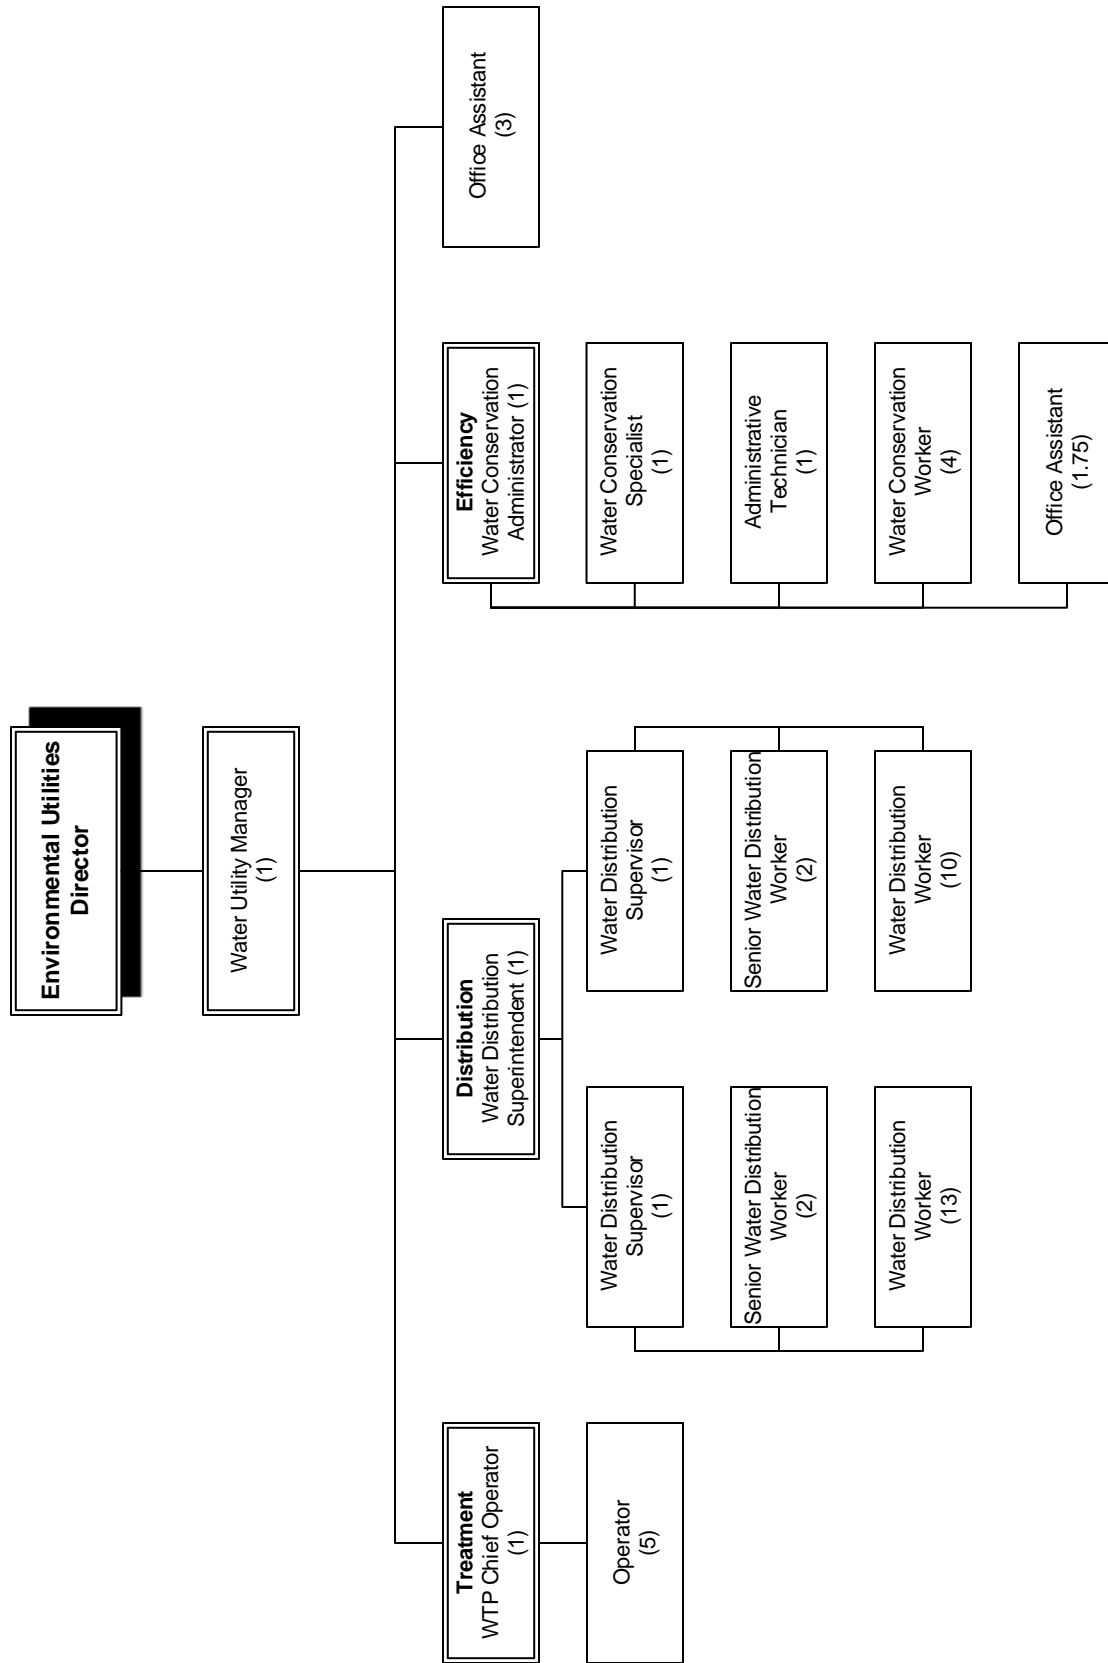 Environmental Utilities
Director
Water Utility Manager
(1)
Treatment
WTP Chief Operator
(1)
Operator
(5)
Distribution
Water Distribution
Superintendent (1)
Water Distribution
Supervisor
(1)
Senior Water Distribution
Worker
(2)
Water Distribution
Worker
(13)
Water Distribution
Supervisor
(1)
Senior Water Distribution
Worker
(2)
Water Distribution
Worker
(10)
Efficiency
Water Conservation
Administrator (1)
Water Conservation
Specialist
(1)
Administrative
Technician
(1)
Water Conservation
Worker
(4)
Office Assistant
(1.75)
Office Assistant
(3)